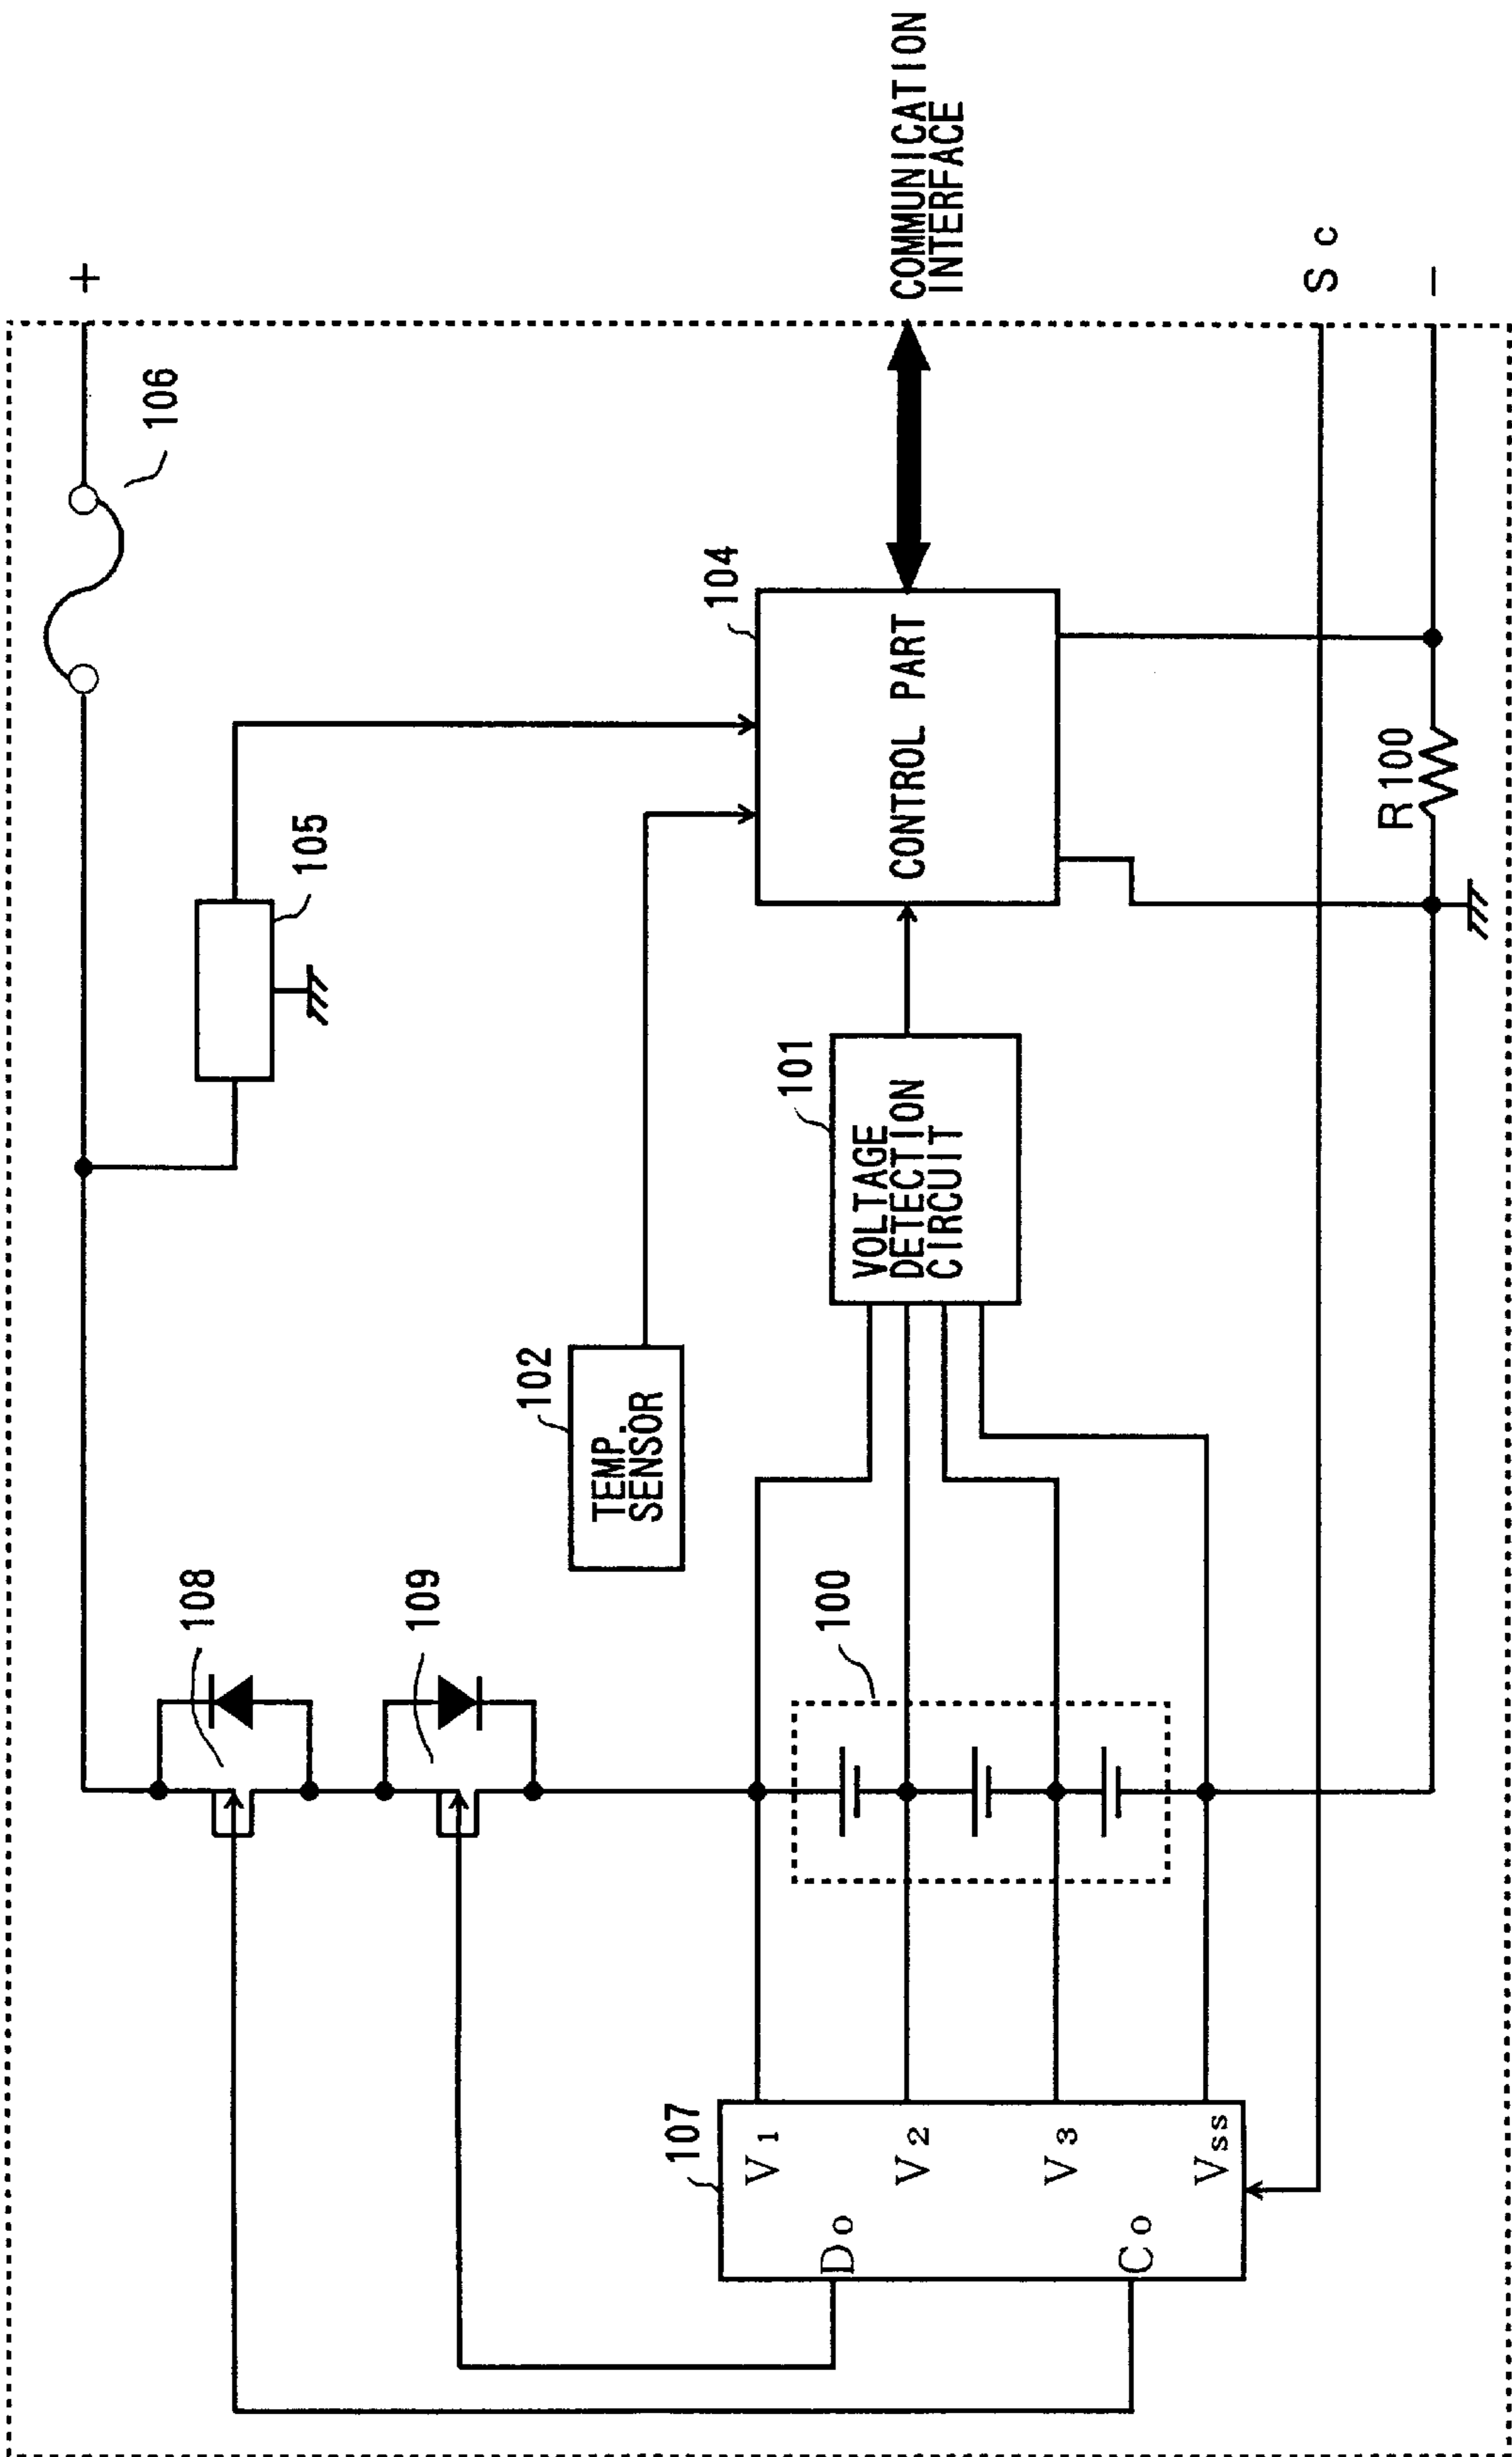 +
106
COMMUNICATION
INTERFACE
S c
−
104
CONTROL PART
R100
105
101
VOLTAGE
DETECTION
CIRCUIT
102
TEMP.
SENSOR
108
109
100
107
V1
V2
V3
Vss
Do
Co